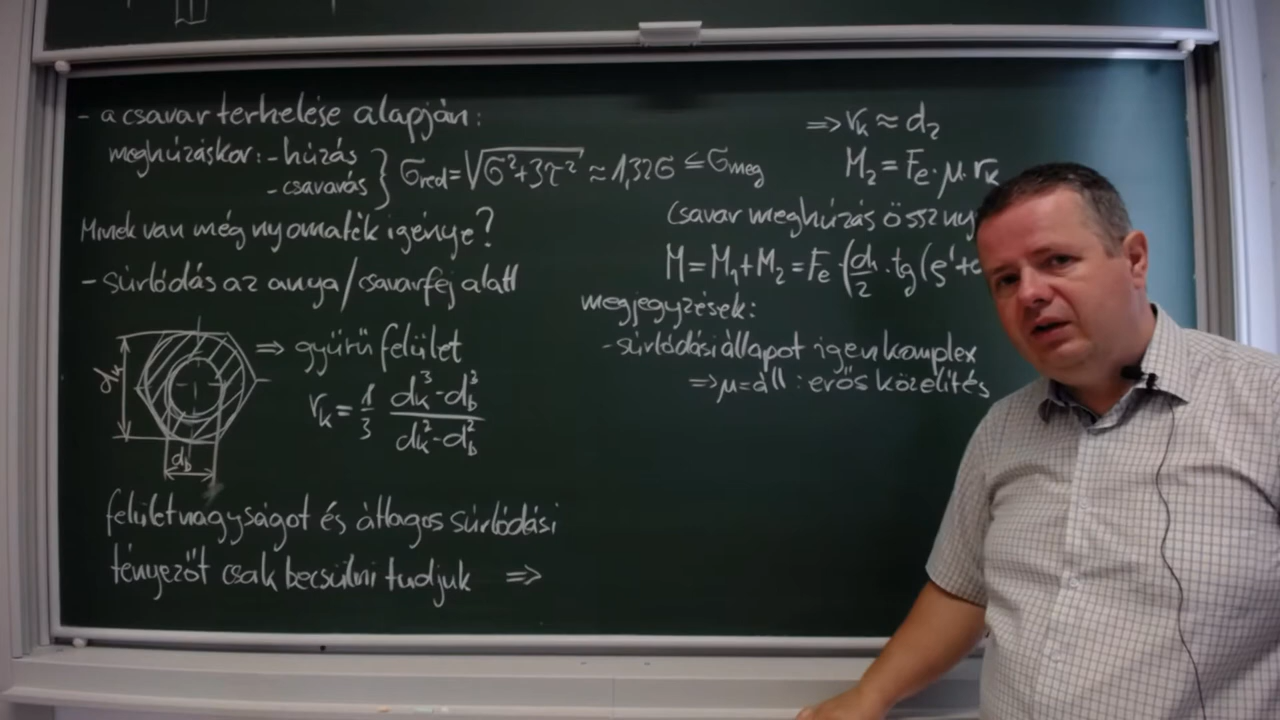 - a csavar terhelése alapján:
meghúzáskor: - húzás
- csavarás } σred = √σ²+3τ² ≈ 1,32σ ≤ σmeg
Minek van még nyomaték igénye?
- súrlódás az anya/csavarfej alatt
dk
db
⇒ gyűrű felület
rk = 1/3 (dk³-db³)/(dk²-db²)
felületnagyságot és átlagos súrlódási
tényezőt csak becsülni tudjuk ⇒
⇒ rk ≈ d2
M2 = Fe · μ · rk
Csavar meghúzás össz ny
M = M1 + M2 = Fe (d2/2 · tg(ρ'+
megjegyzések:
- súrlódási állapot igen komplex
⇒ μ=áll : erős közelítés